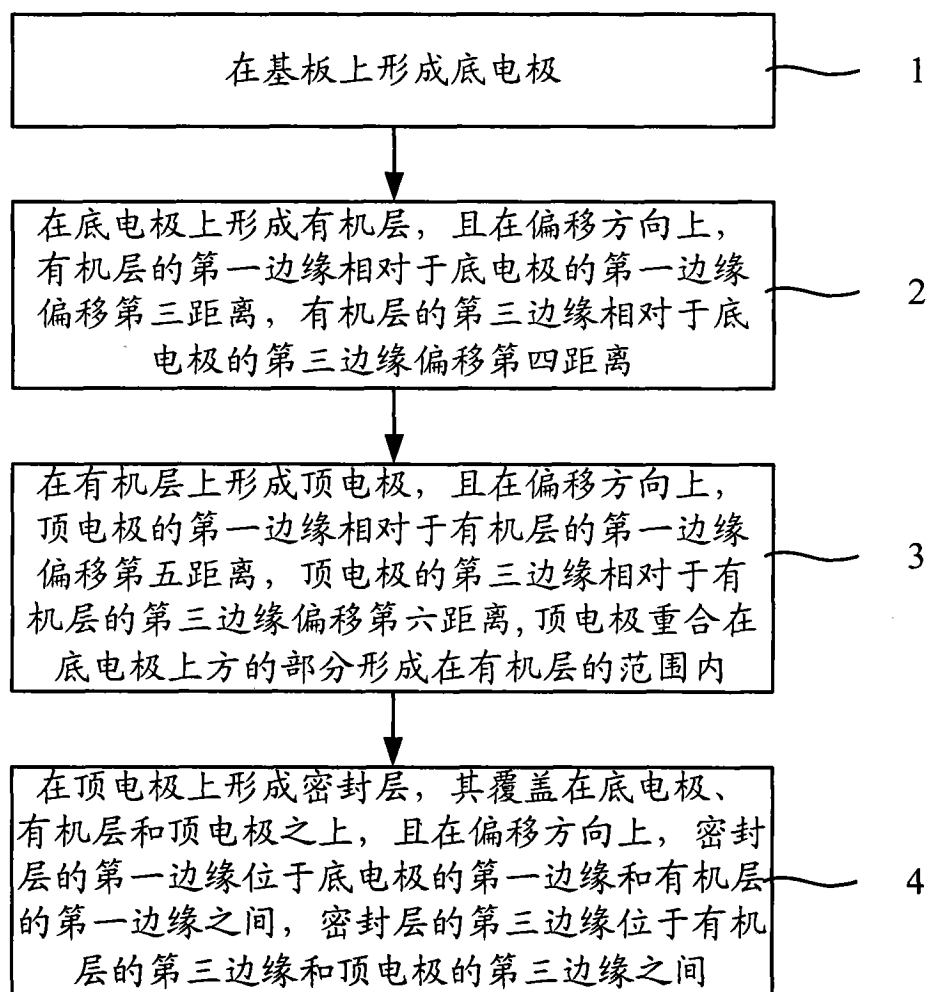 在基板上形成底电极
1
在底电极上形成有机层，且在偏移方向上，
有机层的第一边缘相对于底电极的第一边缘
偏移第三距离，有机层的第三边缘相对于底
电极的第三边缘偏移第四距离
2
在有机层上形成顶电极，且在偏移方向上，
顶电极的第一边缘相对于有机层的第一边缘
偏移第五距离，顶电极的第三边缘相对于有
机层的第三边缘偏移第六距离,顶电极重合在
底电极上方的部分形成在有机层的范围内
3
在顶电极上形成密封层，其覆盖在底电极、
有机层和顶电极之上，且在偏移方向上，密封
层的第一边缘位于底电极的第一边缘和有机层
的第一边缘之间，密封层的第三边缘位于有机
层的第三边缘和顶电极的第三边缘之间
4